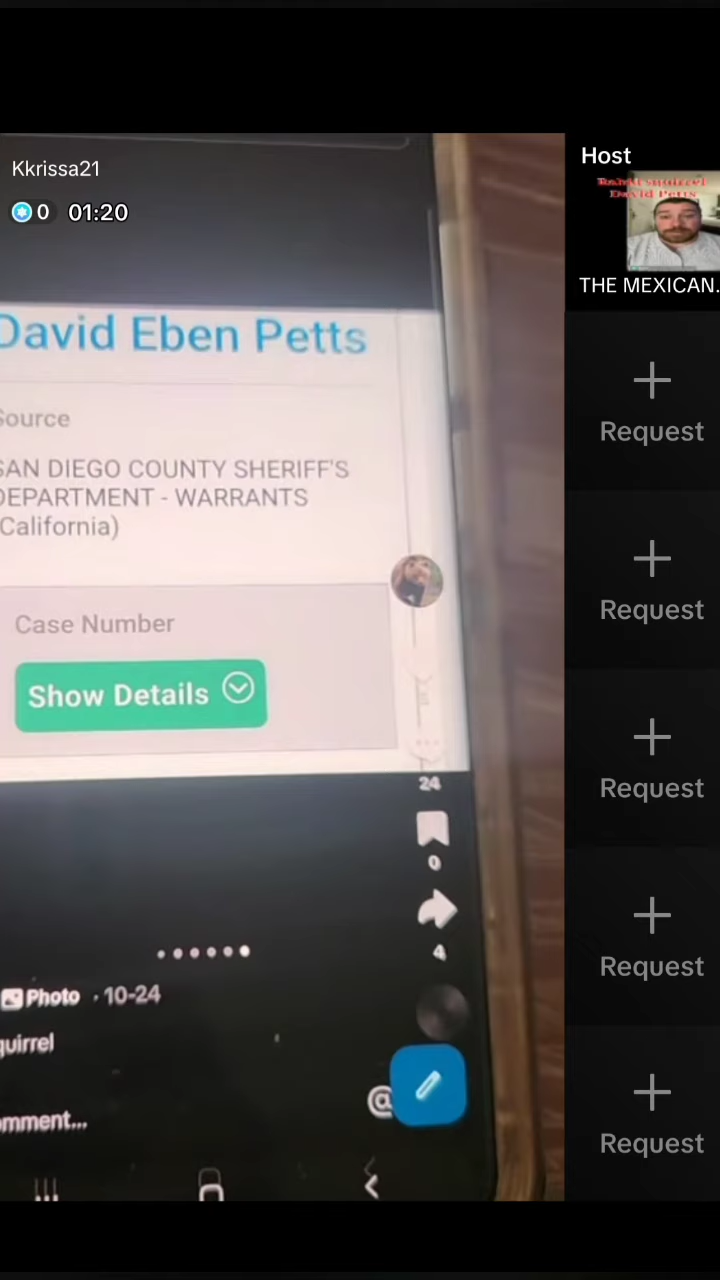 Kkrissa21
0 01:20
Host
David Petts
THE MEXICAN.
David Eben Petts
Source
SAN DIEGO COUNTY SHERIFF'S
DEPARTMENT - WARRANTS
(California)
Case Number
Show Details
24
0
4
Photo · 10-24
quirrel
omment...
@
Request
Request
Request
Request
Request